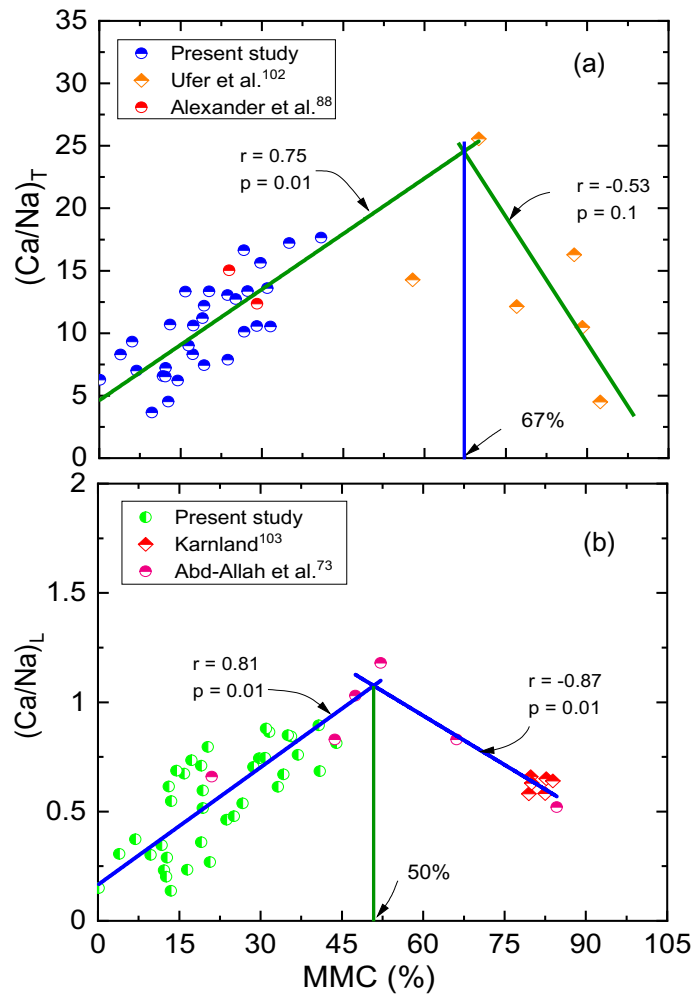 35
30
25
20
15
10
5
0
(Ca/Na)T
Present study
Ufer et al.102
Alexander et al.88
(a)
r = 0.75
p = 0.01
r = -0.53
p = 0.1
67%
2
1.5
1
0.5
0
(Ca/Na)L
Present study
Karnland103
Abd-Allah et al.73
(b)
r = 0.81
p = 0.01
r = -0.87
p = 0.01
50%
0 15 30 45 60 75 90 105
MMC (%)